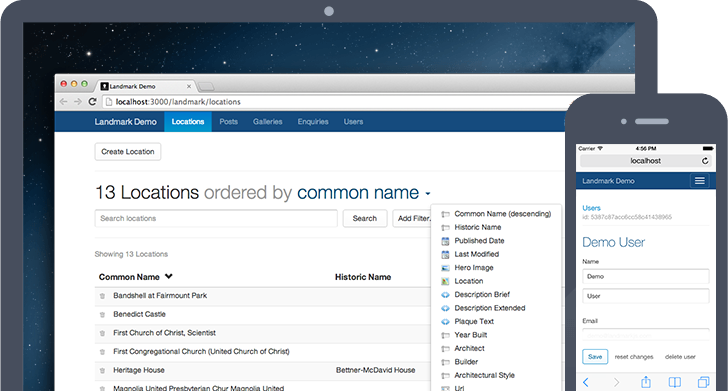 Landmark Demo
localhost:3000/landmark/locations
Landmark Demo Locations Posts Galleries Enquiries Users
Create Location
13 Locations ordered by common name
Search locations Search Add Filter
Common Name (descending)
Historic Name
Published Date
Last Modified
Hero Image
Location
Description Brief
Description Extended
Plaque Text
Year Built
Architect
Builder
Architectural Style
Url
Showing 13 Locations
Common Name Historic Name
Bandshell at Fairmount Park
Benedict Castle
First Church of Christ, Scientist
First Congregational Church (United Church of Christ)
Heritage House Bettner-McDavid House
Magnolia United Presbyterian Chur Magnolia United
Carrier 4:56 PM
localhost
Landmark Demo
Users
id: 5387c87acc6cc58c41438965
Demo User
Name
Demo
User
Email
Save reset changes delete user